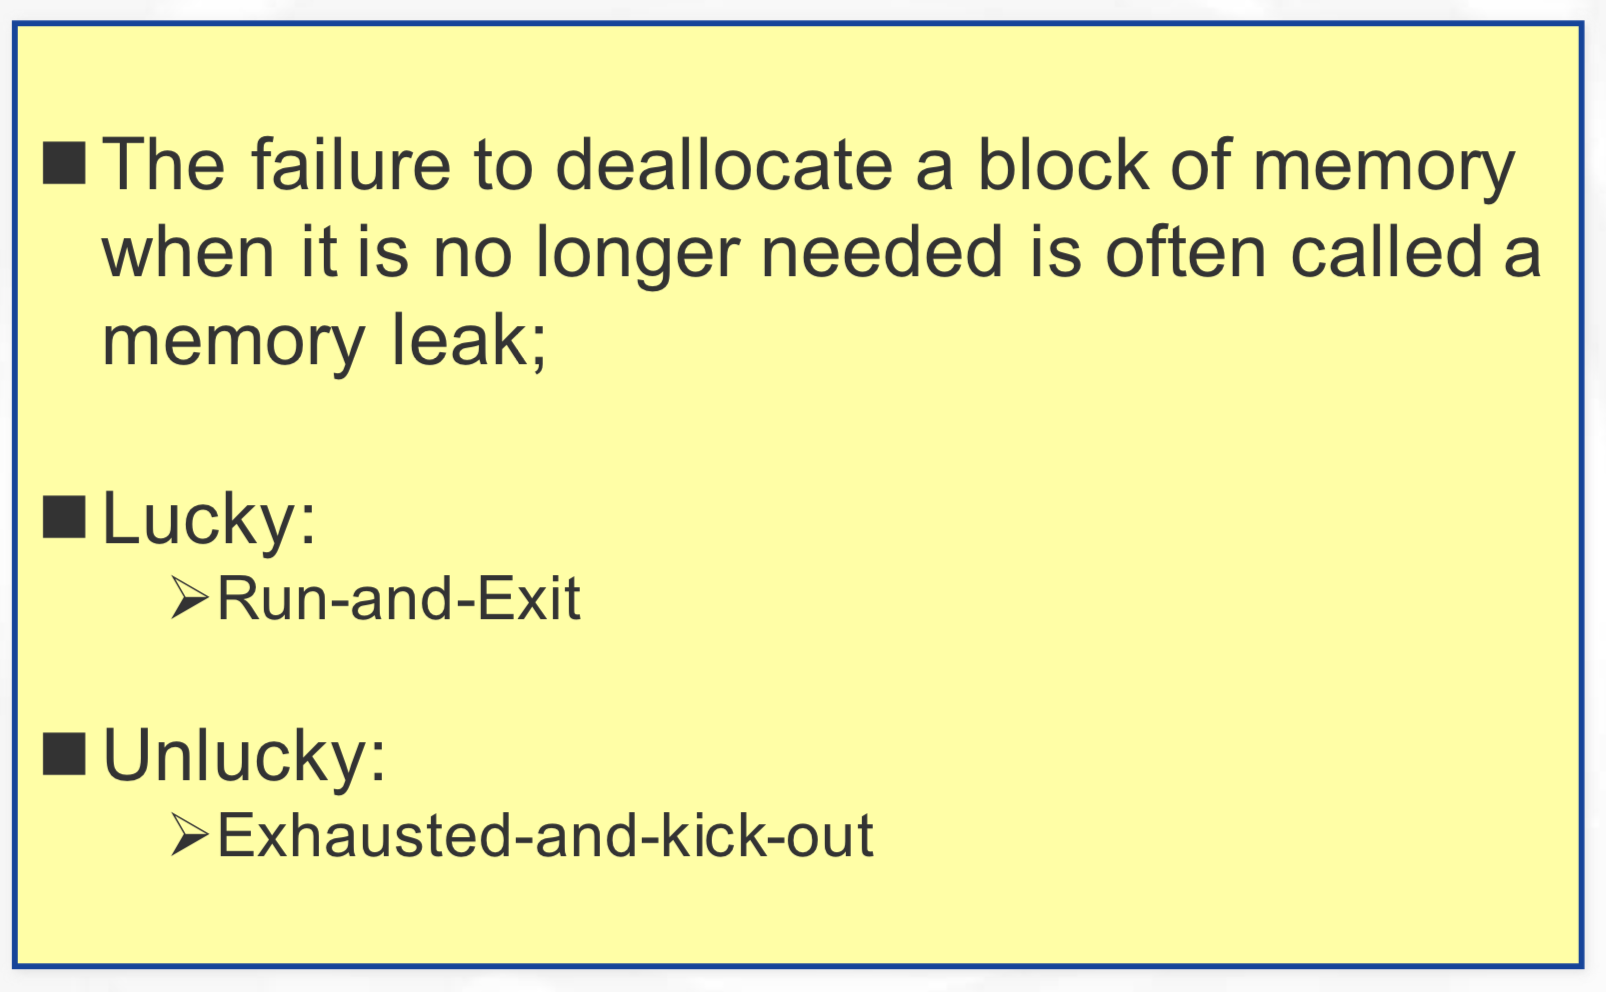 ■ The failure to deallocate a block of memory
when it is no longer needed is often called a
memory leak;
■ Lucky:
➢ Run-and-Exit
■ Unlucky:
➢ Exhausted-and-kick-out